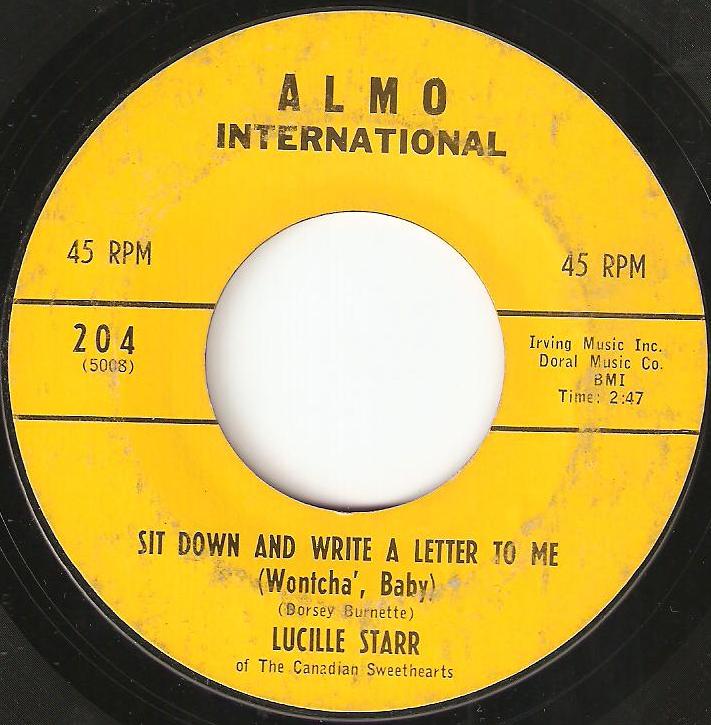 ALMO
INTERNATIONAL
45 RPM
45 RPM
204
(5008)
Irving Music Inc.
Doral Music Co.
BMI
Time: 2:47
SIT DOWN AND WRITE A LETTER TO ME
(Wontcha', Baby)
(Dorsey Burnette)
LUCILLE STARR
of The Canadian Sweethearts